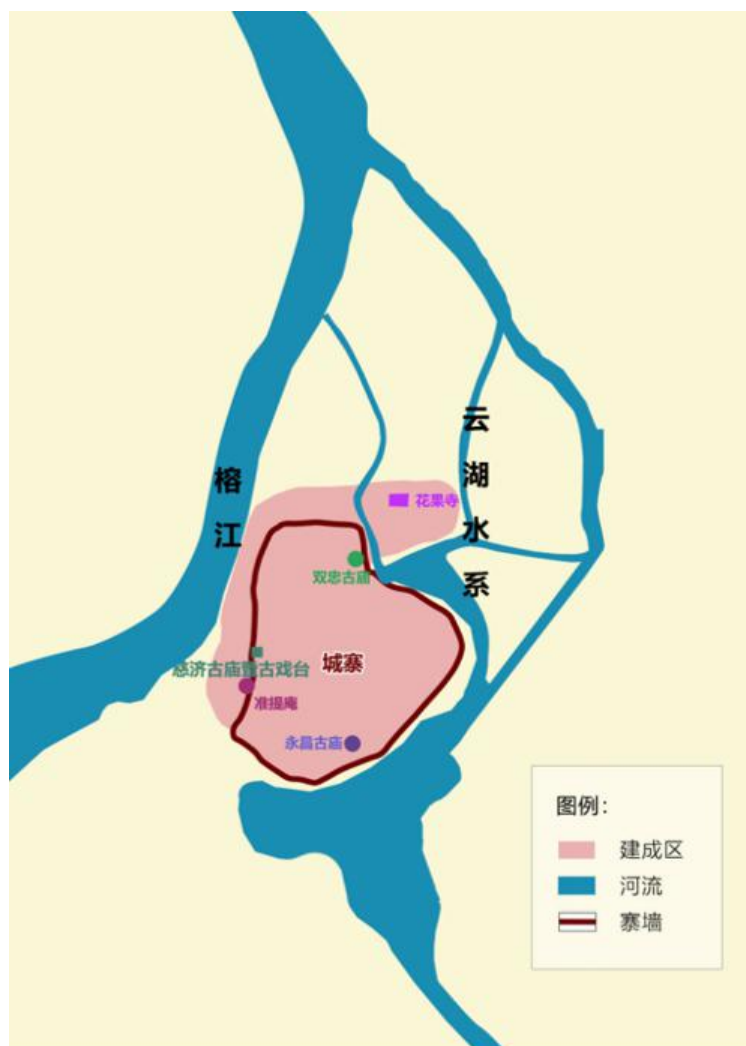 云湖水系
榕江
花果寺
双忠古庙
城寨
慈济古庙暨古戏台
准提庵
永昌古庙
图例：
建成区
河流
寨墙